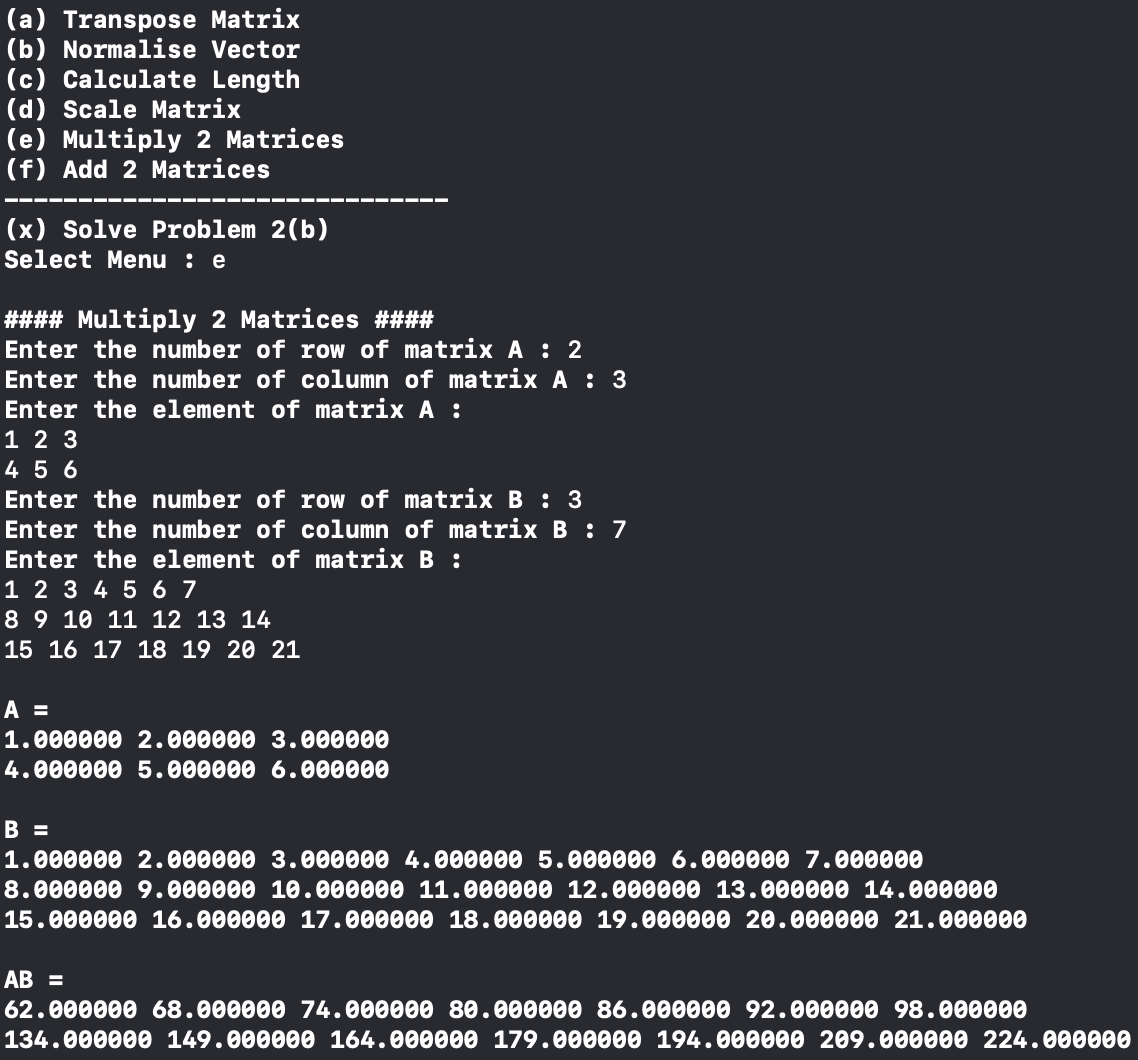 (a) Transpose Matrix
(b) Normalise Vector
(c) Calculate Length
(d) Scale Matrix
(e) Multiply 2 Matrices
(f) Add 2 Matrices
------------------------------
(x) Solve Problem 2(b)
Select Menu : e
#### Multiply 2 Matrices ####
Enter the number of row of matrix A : 2
Enter the number of column of matrix A : 3
Enter the element of matrix A :
1 2 3
4 5 6
Enter the number of row of matrix B : 3
Enter the number of column of matrix B : 7
Enter the element of matrix B :
1 2 3 4 5 6 7
8 9 10 11 12 13 14
15 16 17 18 19 20 21
A =
1.000000 2.000000 3.000000
4.000000 5.000000 6.000000
B =
1.000000 2.000000 3.000000 4.000000 5.000000 6.000000 7.000000
8.000000 9.000000 10.000000 11.000000 12.000000 13.000000 14.000000
15.000000 16.000000 17.000000 18.000000 19.000000 20.000000 21.000000
AB =
62.000000 68.000000 74.000000 80.000000 86.000000 92.000000 98.000000
134.000000 149.000000 164.000000 179.000000 194.000000 209.000000 224.000000